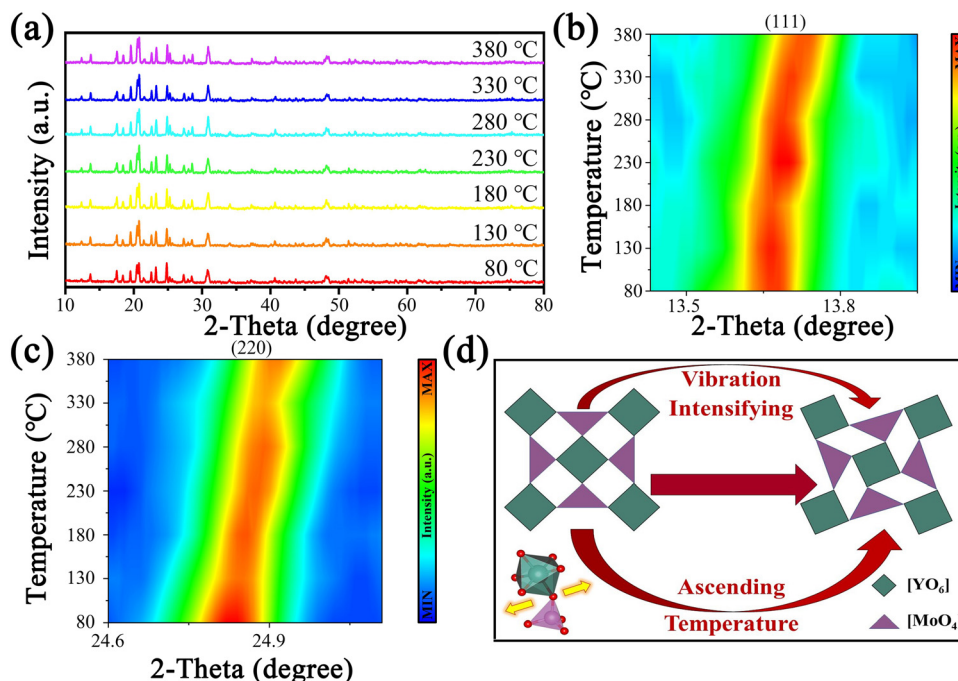 (a)
380 °C
330 °C
280 °C
230 °C
180 °C
130 °C
80 °C
Intensity (a.u.)
10 20 30 40 50 60 70 80
2-Theta (degree)
(b)
(111)
380
330
280
230
180
130
80
Temperature (°C)
13.5 13.8
2-Theta (degree)
(c)
(220)
380
330
280
230
180
130
80
Temperature (°C)
24.6 24.9
2-Theta (degree)
MAX
Intensity (a.u.)
MIN
(d)
Vibration
Intensifying
Ascending
Temperature
[YO₆]
[MoO₄